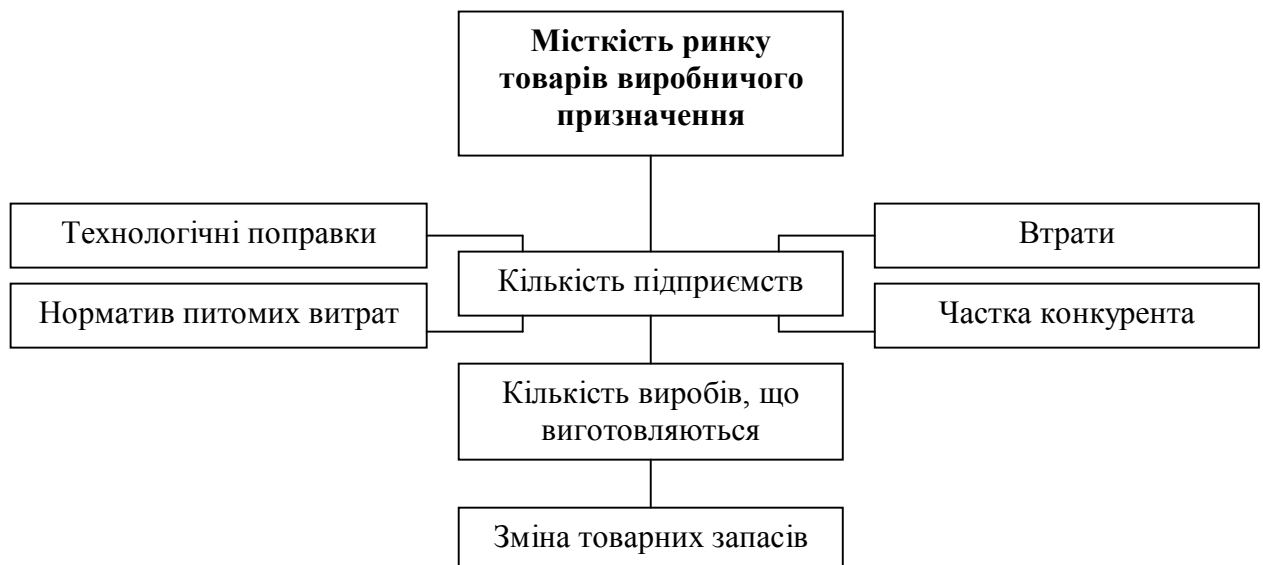 Місткість ринку
товарів виробничого
призначення
Технологічні поправки
Втрати
Кількість підприємств
Норматив питомих витрат
Частка конкурента
Кількість виробів, що
виготовляються
Зміна товарних запасів